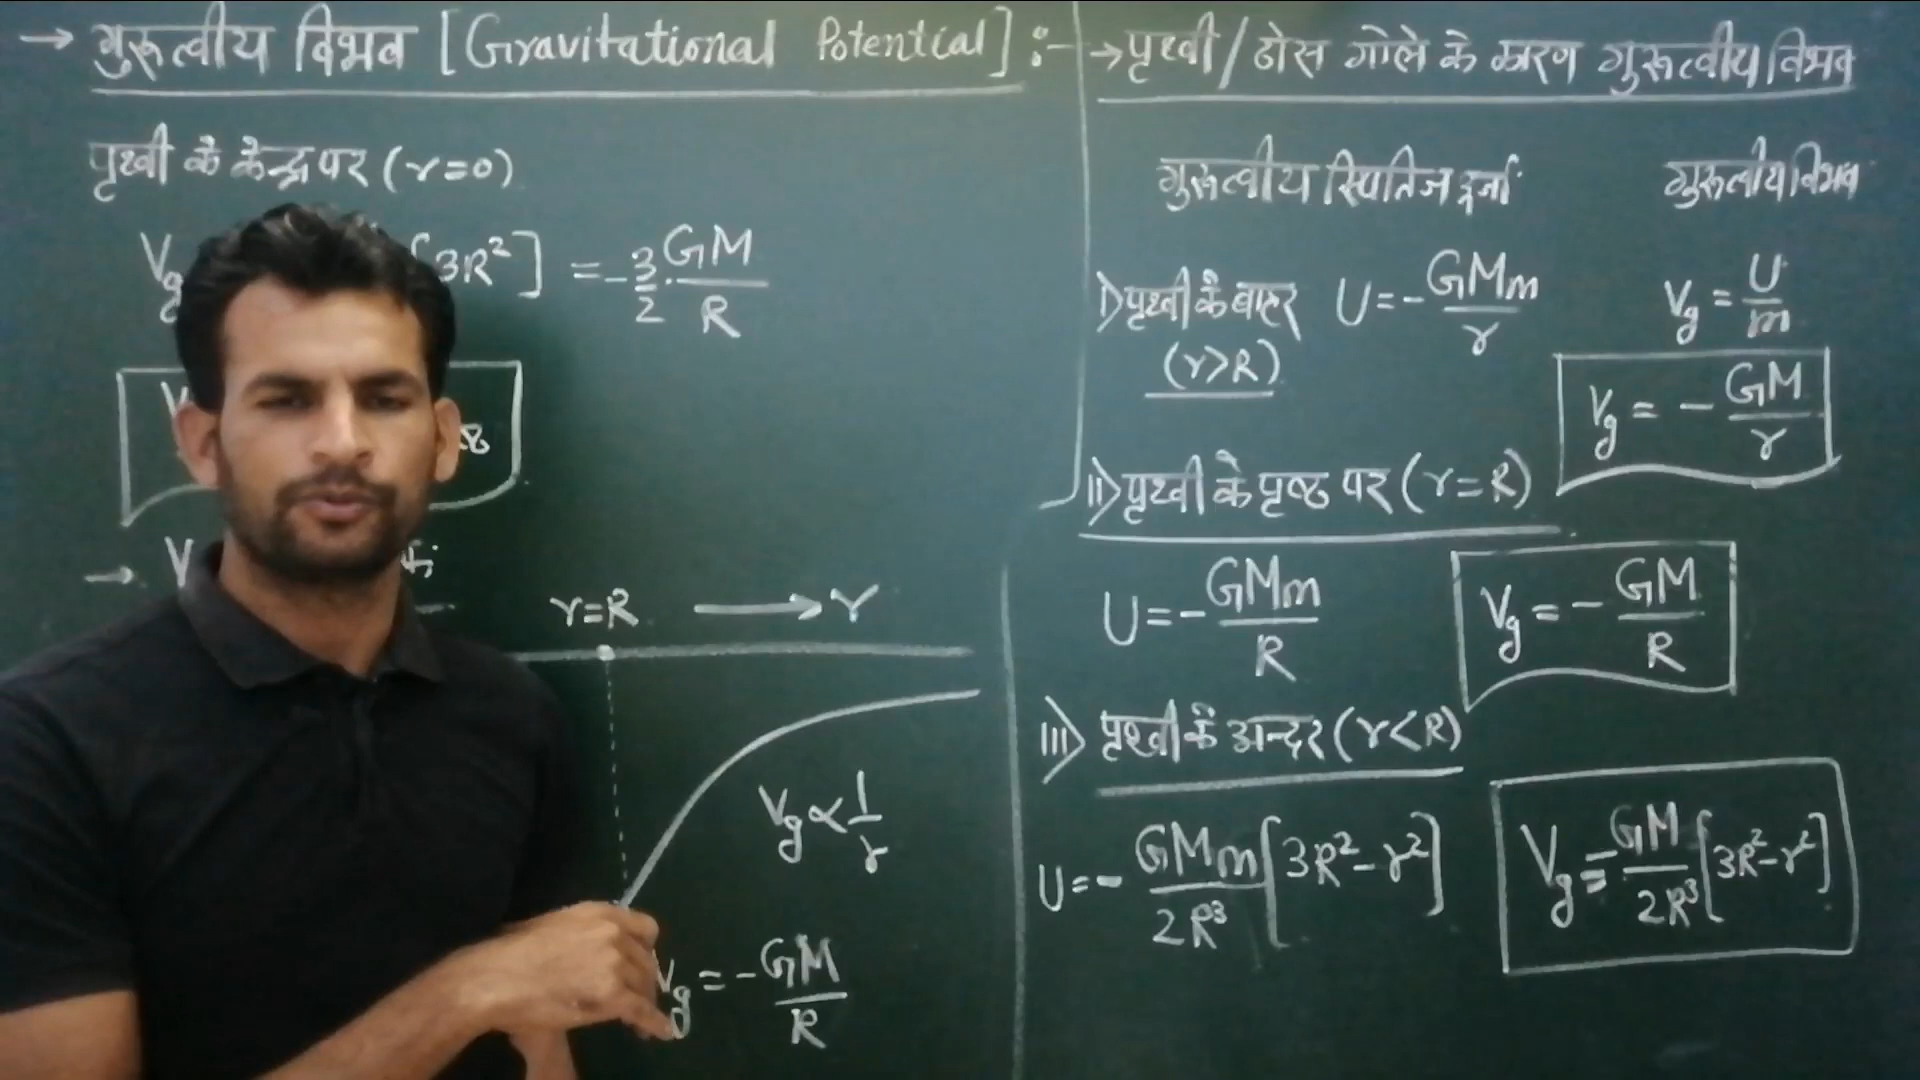 → गुरुत्वीय विभव [Gravitational Potential] :-
पृथ्वी के केन्द्र पर (r=0)
Vg [3R²] = -3/2 · GM/R
→ V
r=R → r
Vg ∝ 1/r
Vg = - GM/R
→ पृथ्वी/ठोस गोले के कारण गुरुत्वीय विभव
गुरुत्वीय स्थितिज ऊर्जा गुरुत्वीय विभव
I> पृथ्वी के बाहर U = - GMm/r Vg = U/m
(r>R) Vg = - GM/r
II> पृथ्वी के पृष्ठ पर (r=R)
U = - GMm/R Vg = - GM/R
III> पृथ्वी के अन्दर (r<R)
U = - GMm/2R³ [3R²-r²] Vg = - GM/2R³ [3R²-r²]